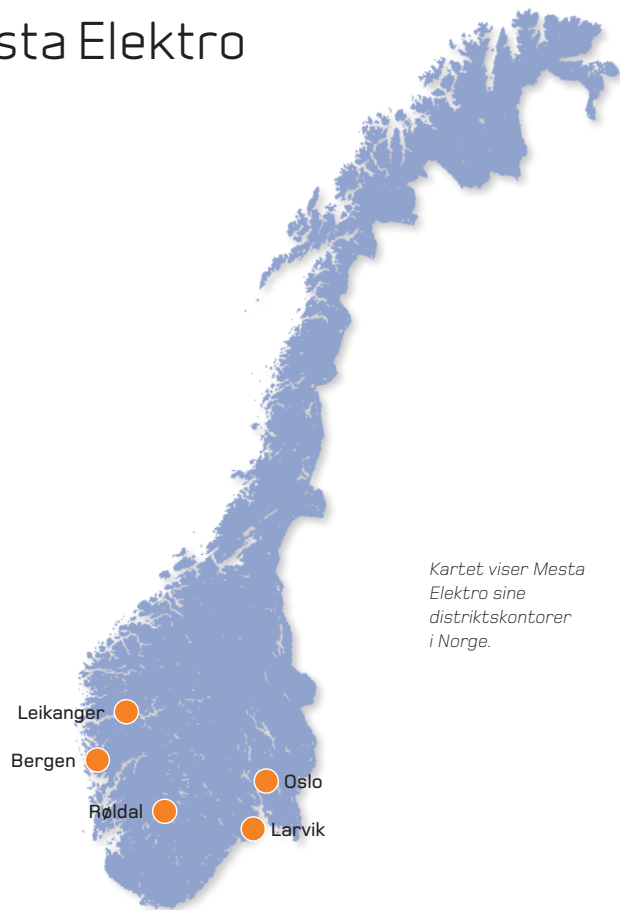 sta Elektro
Kartet viser Mesta
Elektro sine
distriktskontorer
i Norge.
Leikanger
Bergen
Oslo
Røldal
Larvik